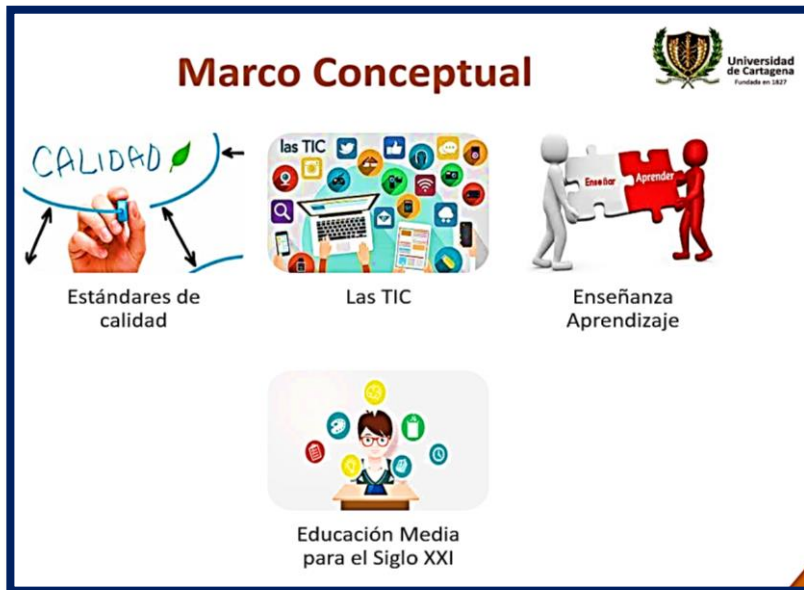 Marco Conceptual
Universidad
de Cartagena
Fundada en 1827
CALIDAD
las TIC
Enseñar
Aprender
Estándares de
calidad
Las TIC
Enseñanza
Aprendizaje
Educación Media
para el Siglo XXI